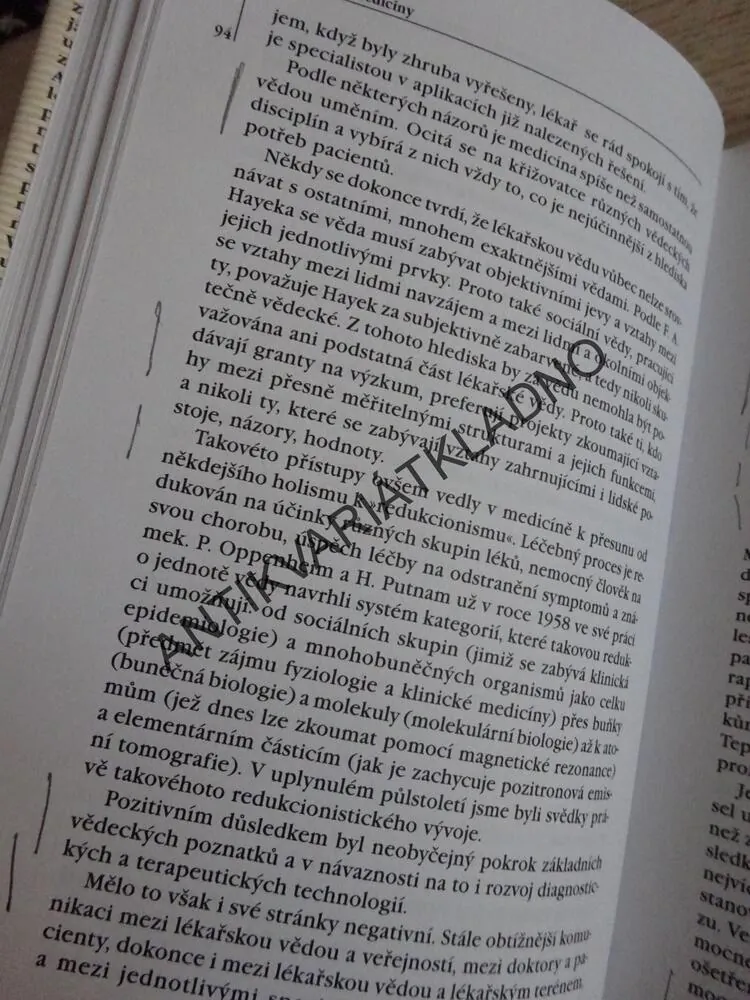 94
jem, když byly zhruba vyřešeny, lékař se rád spokojí s tím, že
je specialistou v aplikacích již nalezených řešení.
Podle některých názorů je medicína spíše než samostatnou
vědou uměním. Ocitá se na křižovatce různých vědeckých
disciplín a vybírá z nich vždy to, co je nejúčinnější z hlediska
potřeb pacientů.
Někdy se dokonce tvrdí, že lékařskou vědu vůbec nelze srov-
návat s ostatními, mnohem exaktnějšími vědami. Podle F. A.
Hayeka se věda musí zabývat objektivními jevy a vztahy mezi
jejich jednotlivými prvky. Proto také sociální vědy, pracující
se vztahy mezi lidmi navzájem a mezi lidmi a okolními objek-
ty, považuje Hayek za subjektivně zabarvené, a tedy nikoli sku-
tečně vědecké. Z tohoto hlediska by za vědu nemohla být po-
važována ani podstatná část lékařské vědy. Proto také ti, kdo
dávají granty na výzkum, preferují projekty zkoumající vzta-
hy mezi přesně měřitelnými strukturami a jejich funkcemi,
a nikoli ty, které se zabývají vztahy zahrnujícími i lidské po-
stoje, názory, hodnoty.
Takovéto přístupy ovšem vedly v medicíně k přesunu od
někdejšího holismu k »redukcionismu«. Léčebný proces je re-
dukován na účinky různých skupin léků, nemocný člověk na
svou chorobu, úspěch léčby na odstranění symptomů a zná-
mek. P. Oppenheim a H. Putnam už v roce 1958 ve své práci
o jednotě věd navrhli systém kategorií, které takovou reduk-
ci umožňují: od sociálních skupin (jimiž se zabývá klinická
epidemiologie) a mnohobuněčných organismů jako celku
(předmět zájmu fyziologie a klinické medicíny) přes buňky
(buněčná biologie) a molekuly (molekulární biologie) až k ato-
mům (jež dnes lze zkoumat pomocí magnetické rezonance)
a elementárním částicím (jak je zachycuje pozitronová emis-
ní tomografie). V uplynulém půlstoletí jsme byli svědky prá-
vě takovéhoto redukcionistického vývoje.
Pozitivním důsledkem byl neobyčejný pokrok základních
vědeckých poznatků a v návaznosti na to i rozvoj diagnostic-
kých a terapeutických technologií.
Mělo to však i své stránky negativní. Stále obtížnější komu-
nikaci mezi lékařskou vědou a veřejností, mezi doktory a pa-
cienty, dokonce i mezi lékařskou vědou a lékařským terénem,
a mezi jednotlivými
ANTIKVARIATKLADNO